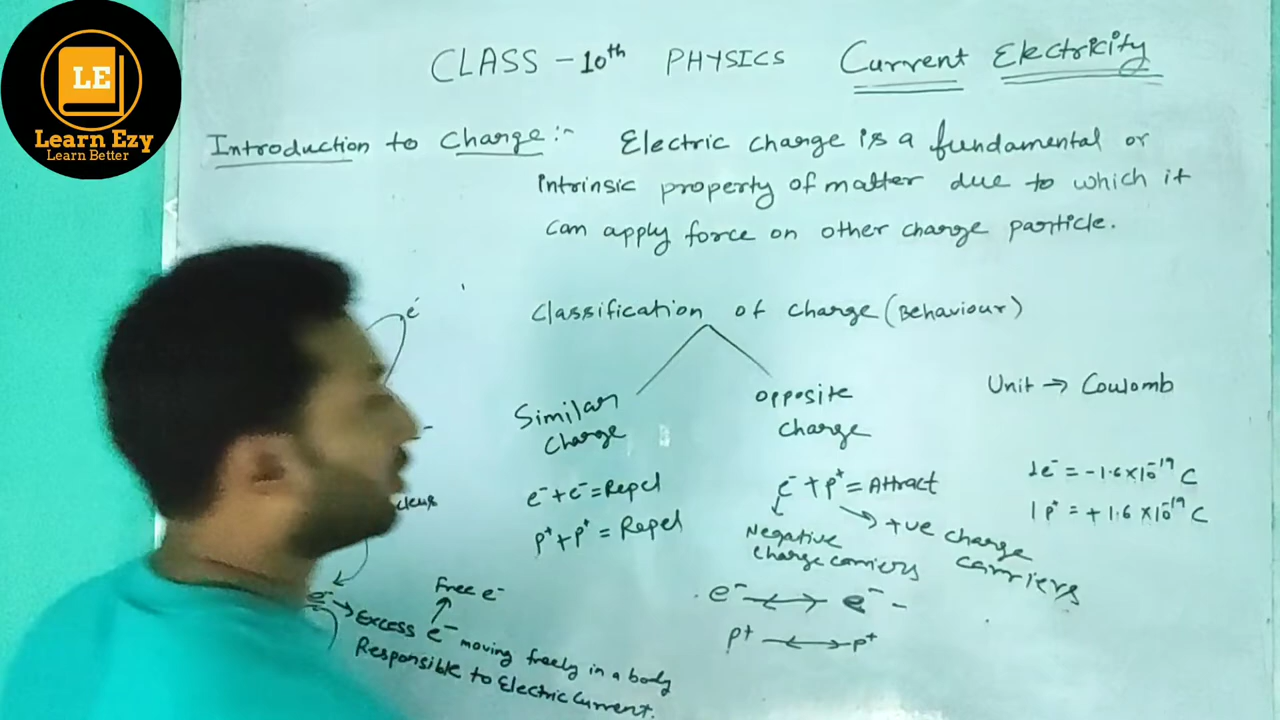 LE
Learn Ezy
Learn Better
CLASS - 10th PHYSICS Current Electricity
Introduction to Charge :- Electric charge is a fundamental or
intrinsic property of matter due to which it
can apply force on other charge particle.
Classification of charge (Behaviour)
Similar
Charge
e⁻ + e⁻ = Repel
p⁺ + p⁺ = Repel
Opposite
Charge
e⁻ + p⁺ = Attract
Negative
charge carriers
+ve charge
carriers
e⁻ ↔ e⁻ -
p+ ↔ p+
Unit → Coulomb
1e⁻ = -1.6×10⁻¹⁹ C
1 p⁺ = +1.6×10⁻¹⁹ C
e⁻
Free e⁻
e⁻ → Excess e⁻ moving freely in a body
Responsible to Electric Current.